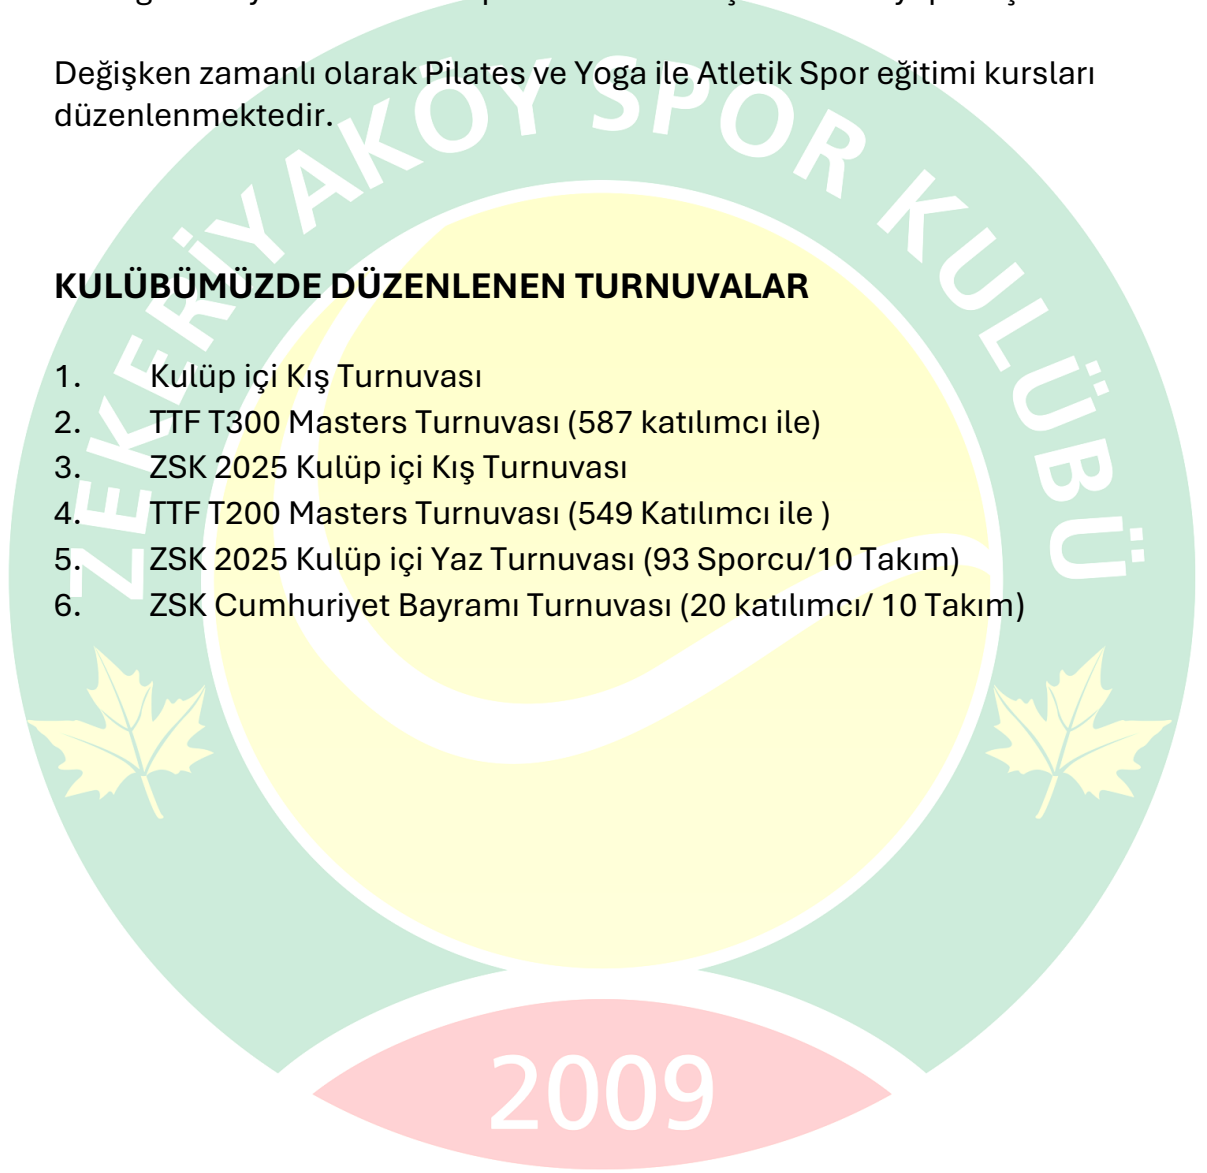 Değişken zamanlı olarak Pilates ve Yoga ile Atletik Spor eğitimi kursları
düzenlenmektedir.
ZEKERİYAKÖY SPOR KULÜBÜ
KULÜBÜMÜZDE DÜZENLENEN TURNUVALAR
1. Kulüp içi Kış Turnuvası
2. TTF T300 Masters Turnuvası (587 katılımcı ile)
3. ZSK 2025 Kulüp içi Kış Turnuvası
4. TTF T200 Masters Turnuvası (549 Katılımcı ile )
5. ZSK 2025 Kulüp içi Yaz Turnuvası (93 Sporcu/10 Takım)
6. ZSK Cumhuriyet Bayramı Turnuvası (20 katılımcı/ 10 Takım)
2009